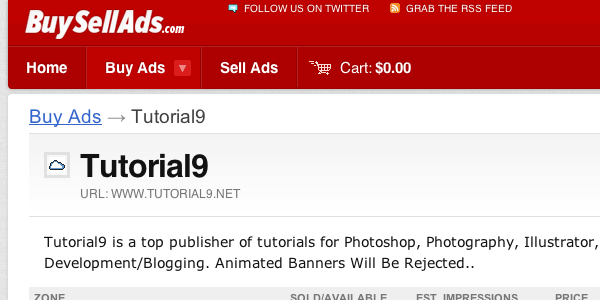 FOLLOW US ON TWITTER GRAB THE RSS FEED
BuySellAds.com
Home Buy Ads Sell Ads Cart: $0.00
Buy Ads → Tutorial9
Tutorial9
URL: WWW.TUTORIAL9.NET
Tutorial9 is a top publisher of tutorials for Photoshop, Photography, Illustrator,
Development/Blogging. Animated Banners Will Be Rejected..
ZONE SOLD/AVAILABLE EST. IMPRESSIONS PRICE